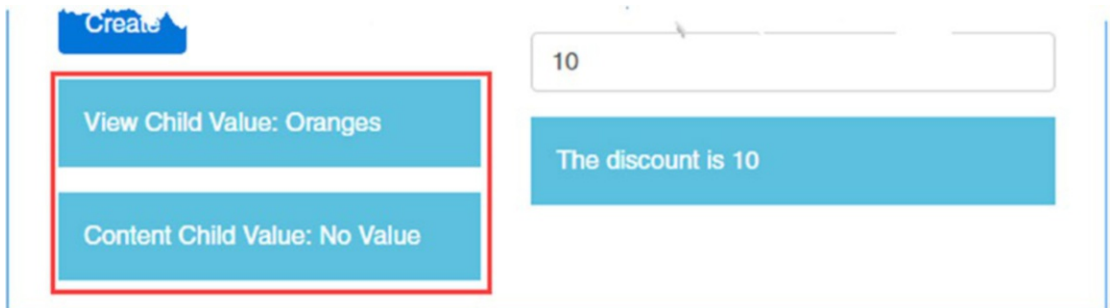 Create
View Child Value: Oranges
Content Child Value: No Value
10
The discount is 10